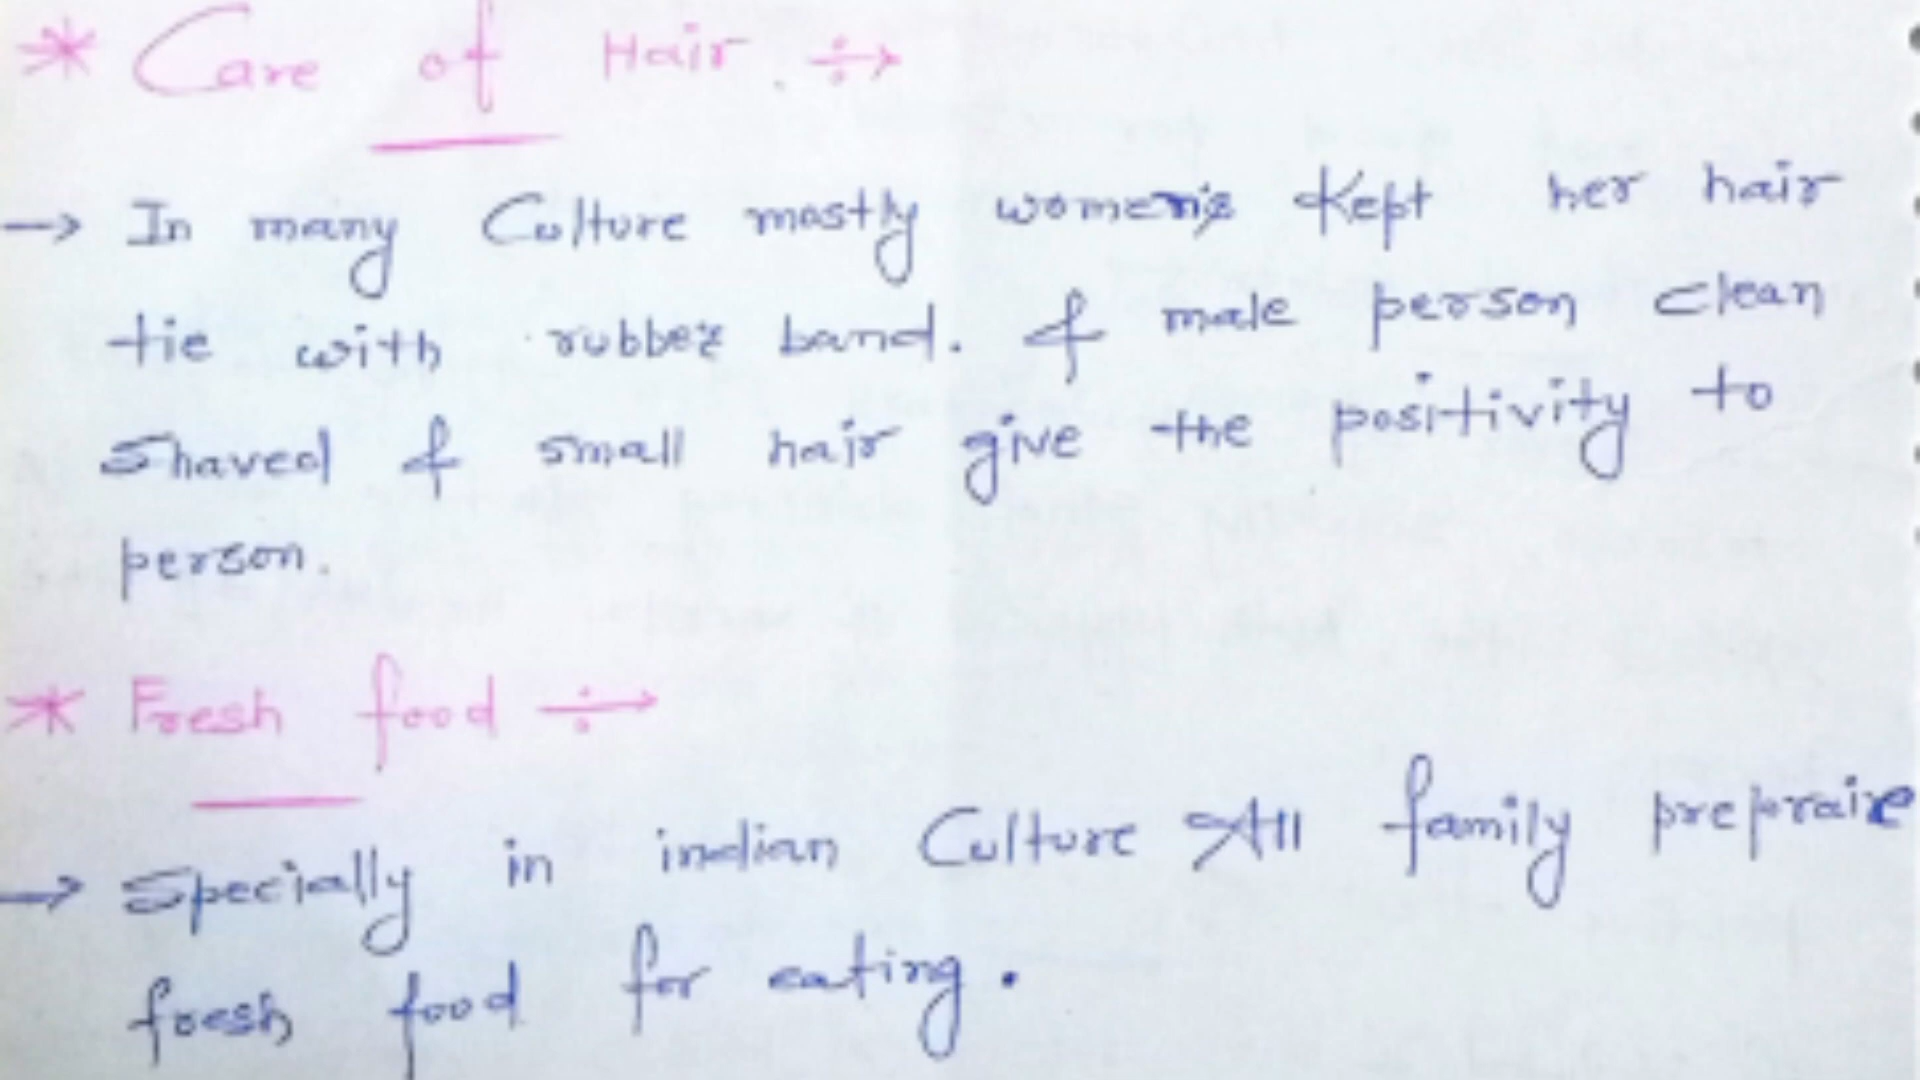 * Care of Hair. ÷→
→ In many Culture mostly women's Kept her hair
tie with rubber band. & male person clean
Shaved & small hair give the positivity to
person.
* Fresh food ÷→
→ Specially in indian Culture All family prepraire
fresh food for eating.